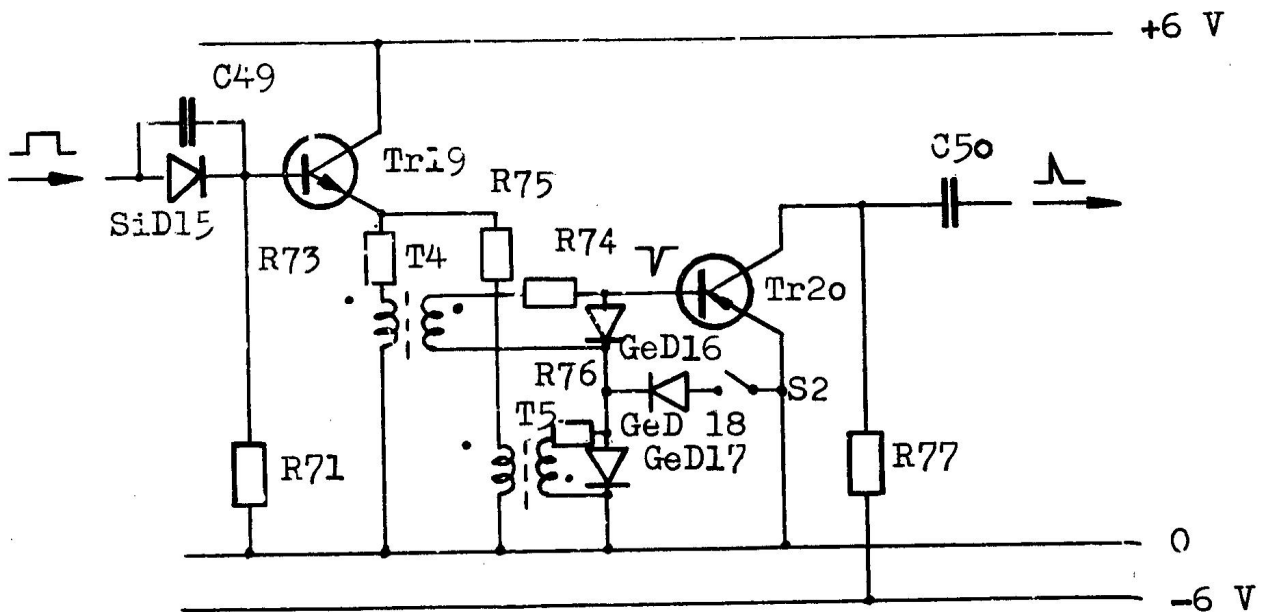 +6 V
C49
Tr19
R75
C5o
SiD15
R73
T4
R74
Tr2o
GeD16
R76
S2
T5
GeD 18
GeD17
R71
R77
0
-6 V